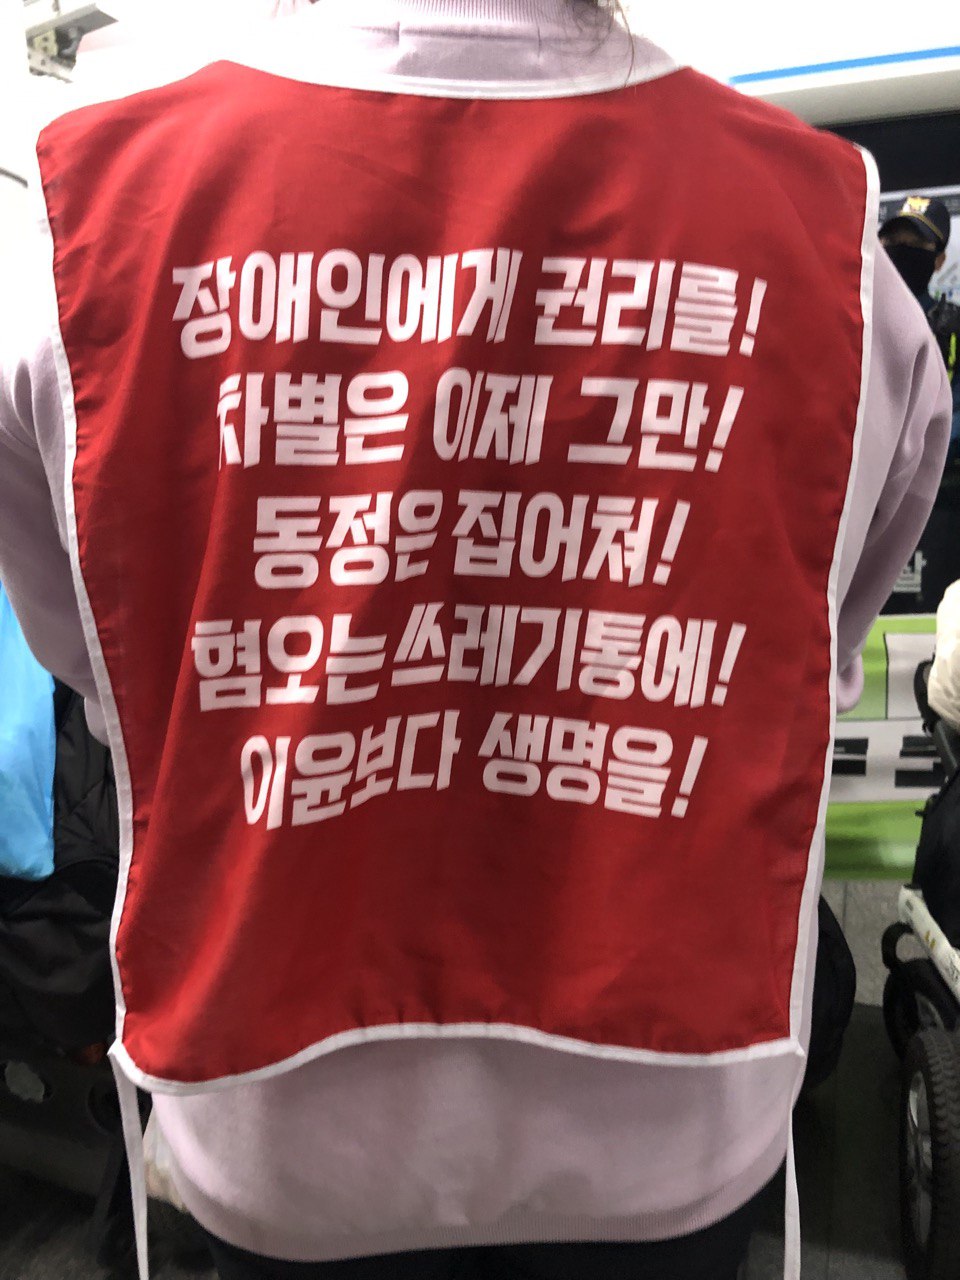 장애인에게 권리를!
차별은 이제 그만!
동정은 집어쳐!
혐오는 쓰레기통에!
이윤보다 생명을!